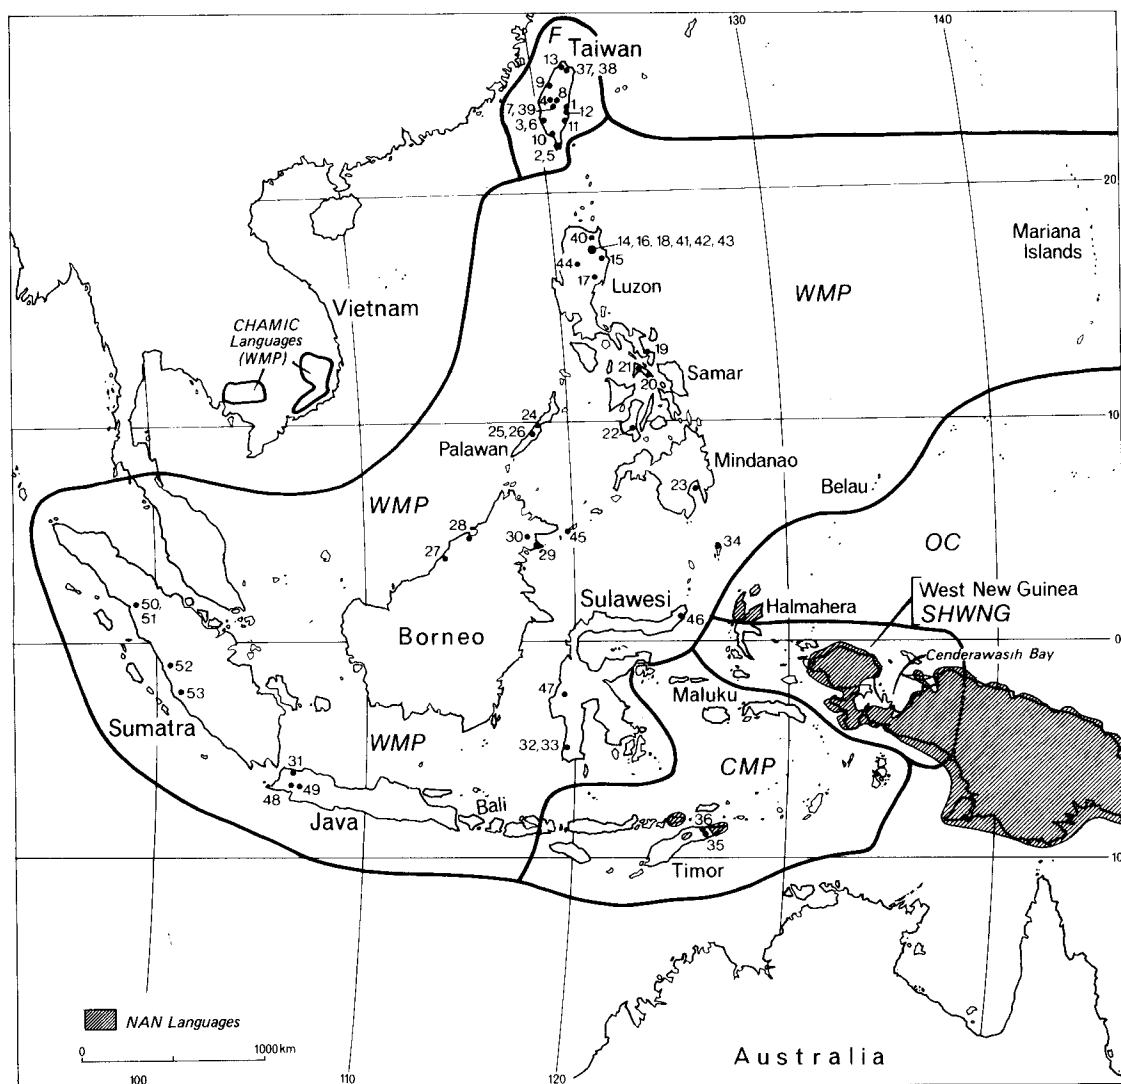 130
140
F
Taiwan
13
37, 38
9
4
8
7, 39
1
12
3, 6
11
10
2, 5
20
Mariana
Islands
40
14, 16. 18, 41, 42, 43
44
15
17
Luzon
WMP
Vietnam
CHAMIC
Languages
(WMP)
19
21
Samar
20
24
10
25, 26
22
Palawan
Mindanao
23
Belau
WMP
28
30
45
34
27
29
OC
West New Guinea
SHWNG
50,
51
Sulawesi
46
Halmahera
0
Borneo
Cenderawasih Bay
52
53
47
Maluku
Sumatra
WMP
32, 33
CMP
31
48
49
Bali
Java
36
35
10
Timor
NAN Languages
0
1000 km
Australia
100
110
120